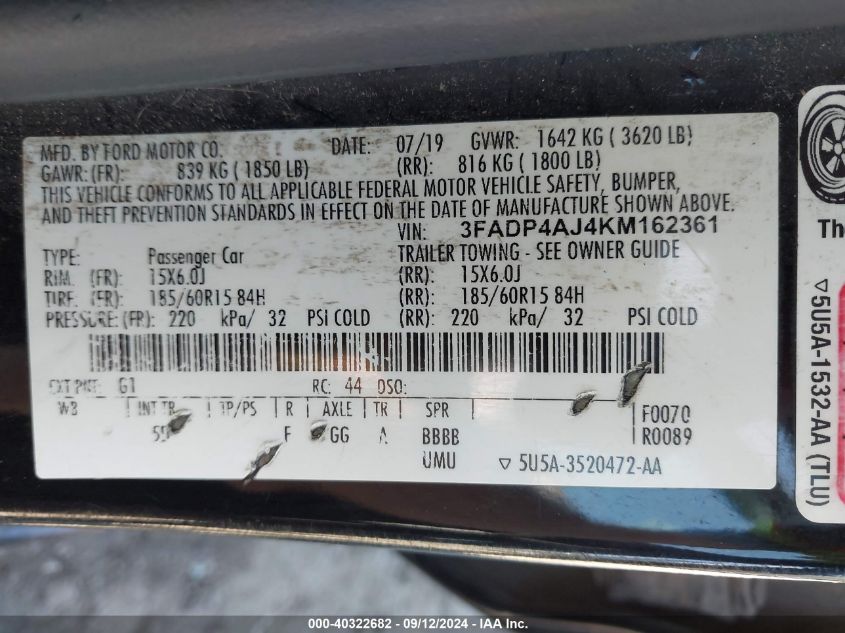 MFD. BY FORD MOTOR CO. DATE: 07/19 GVWR: 1642 KG ( 3620 LB)
GAWR: (FR): 839 KG ( 1850 LB) (RR): 816 KG ( 1800 LB)
THIS VEHICLE CONFORMS TO ALL APPLICABLE FEDERAL MOTOR VEHICLE SAFETY, BUMPER,
AND THEFT PREVENTION STANDARDS IN EFFECT ON THE DATE OF MANUFACTURE SHOWN ABOVE.
VIN: 3FADP4AJ4KM162361
TYPE: Passenger Car TRAILER TOWING - SEE OWNER GUIDE
RIM: (FR): 15X6.0J (RR): 15X6.0J
TIRE: (FR): 185/60R15 84H (RR): 185/60R15 84H
PRESSURE: (FR): 220 kPa/ 32 PSI COLD (RR): 220 kPa/ 32 PSI COLD
EXT PNT: G1 RC: 44 DSO:
WB INT TR TP/PS R AXLE TR SPR F0070
F GG A BBBB R0089
UMU ▽ 5U5A-3520472-AA
Th
▽ 5U5A-1532-AA (TLU)
000-40322682 - 09/12/2024 - IAA Inc.